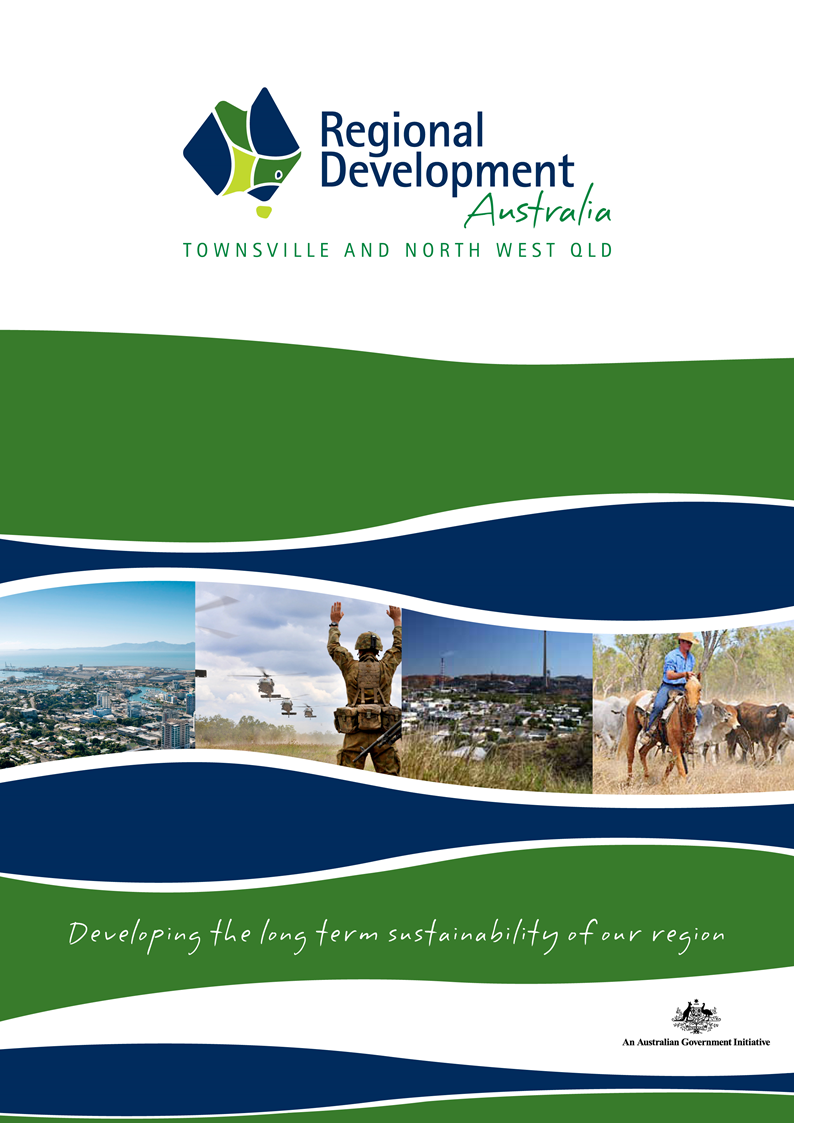 Regional
Development
Australia
TOWNSVILLE AND NORTH WEST QLD
Developing the long term sustainability of our region
An Australian Government Initiative